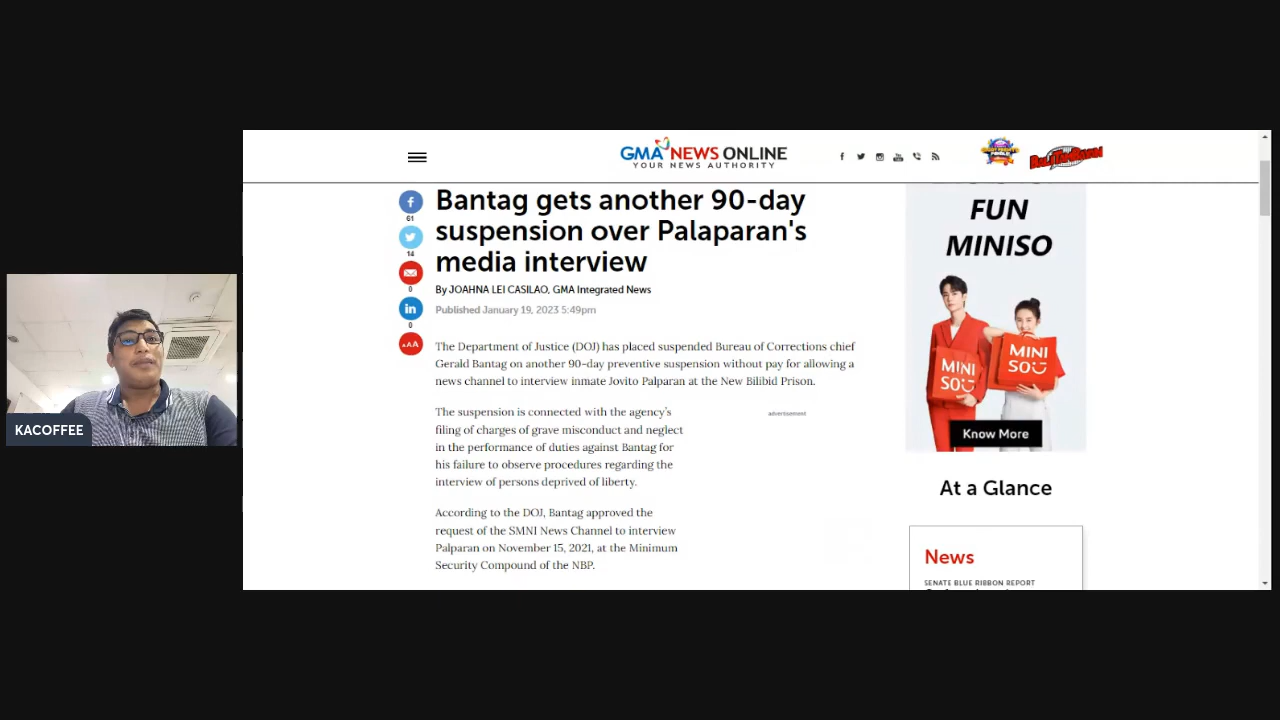 GMA NEWS ONLINE
YOUR NEWS AUTHORITY
Bantag gets another 90-day
suspension over Palaparan's
media interview
By JOAHNA LEI CASILAO, GMA Integrated News
Published January 19, 2023 5:49pm
61
14
0
0
AAA
The Department of Justice (DOJ) has placed suspended Bureau of Corrections chief
Gerald Bantag on another 90-day preventive suspension without pay for allowing a
news channel to interview inmate Jovito Palparan at the New Bilibid Prison.
The suspension is connected with the agency's
filing of charges of grave misconduct and neglect
in the performance of duties against Bantag for
his failure to observe procedures regarding the
interview of persons deprived of liberty.
advertisement
According to the DOJ, Bantag approved the
request of the SMNI News Channel to interview
Palparan on November 15, 2021, at the Minimum
Security Compound of the NBP.
FUN
MINISO
MINI
SO
MINI
SO
Know More
At a Glance
News
SENATE BLUE RIBBON REPORT
KACOFFEE